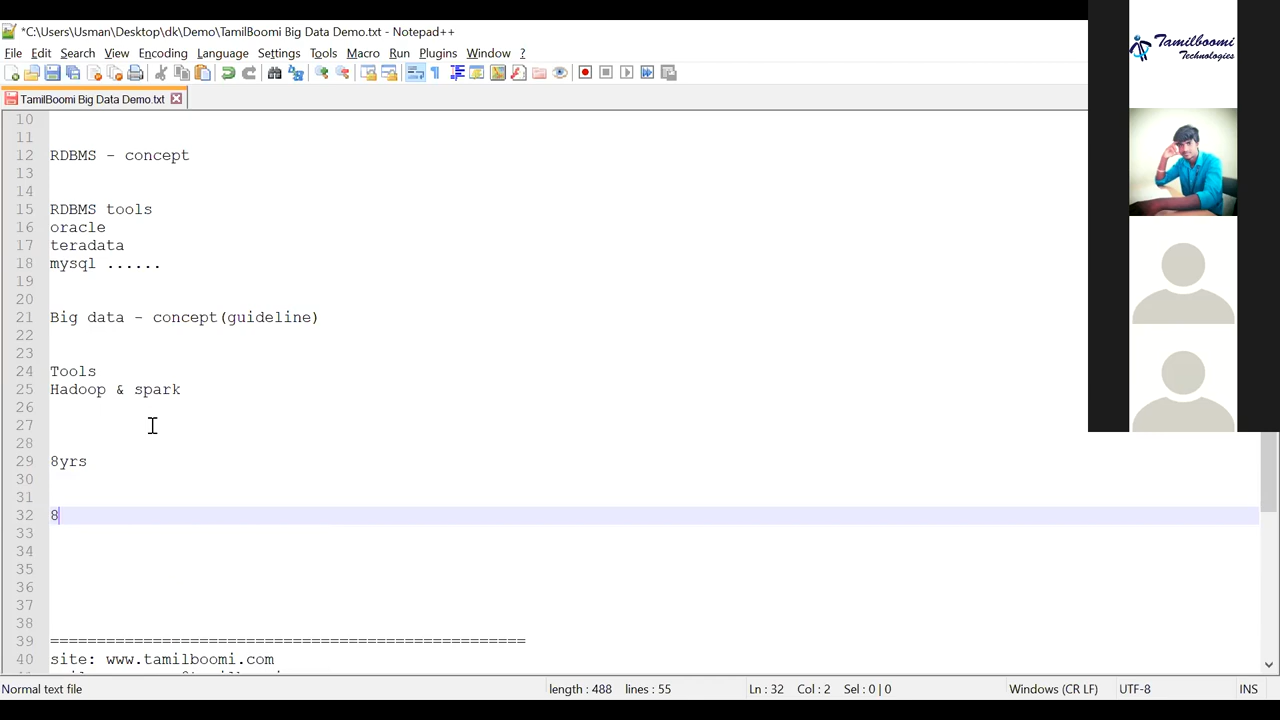 *C:\Users\Usman\Desktop\dk\Demo\TamilBoomi Big Data Demo.txt - Notepad++
File Edit Search View Encoding Language Settings Tools Macro Run Plugins Window ?
TamilBoomi Big Data Demo.txt
Tamilboomi
Technologies
10
11
12 RDBMS - concept
13
14
15 RDBMS tools
16 oracle
17 teradata
18 mysql ......
19
20
21 Big data - concept(guideline)
22
23
24 Tools
25 Hadoop & spark
26
27
28
29 8yrs
30
31
32 8
33
34
35
36
37
38
39 ===================================================
40 site: www.tamilboomi.com
Normal text file length : 488 lines : 55 Ln : 32 Col : 2 Sel : 0 | 0 Windows (CR LF) UTF-8 INS